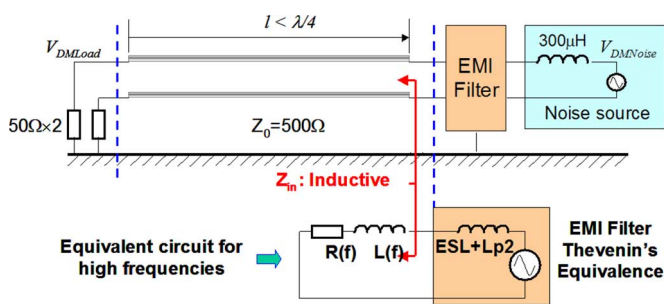 l < λ/4
V_DMLoad
300μH
V_DMNoise
EMI
Filter
Noise source
50Ω×2
Z₀=500Ω
Z_in : Inductive
Equivalent circuit for
high frequencies
R(f)
L(f)
ESL+Lp2
EMI Filter
Thevenin's
Equivalence